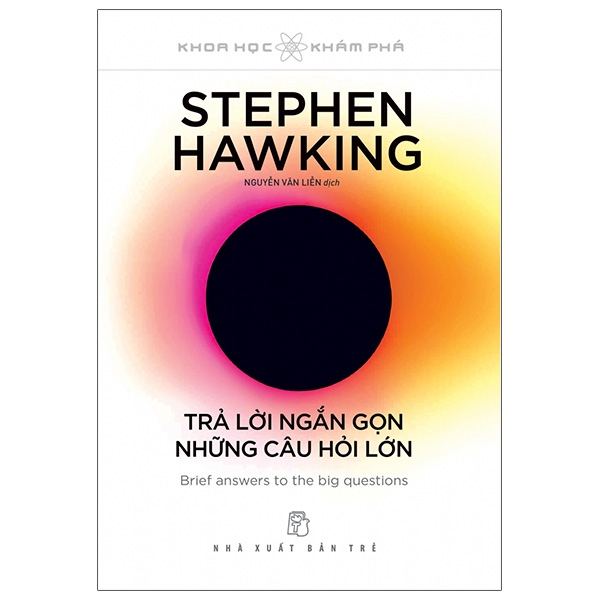 KHOA HỌC KHÁM PHÁ
STEPHEN
HAWKING
NGUYỄN VĂN LIỄN dịch
TRẢ LỜI NGẮN GỌN
NHỮNG CÂU HỎI LỚN
Brief answers to the big questions
NHÀ XUẤT BẢN TRẺ